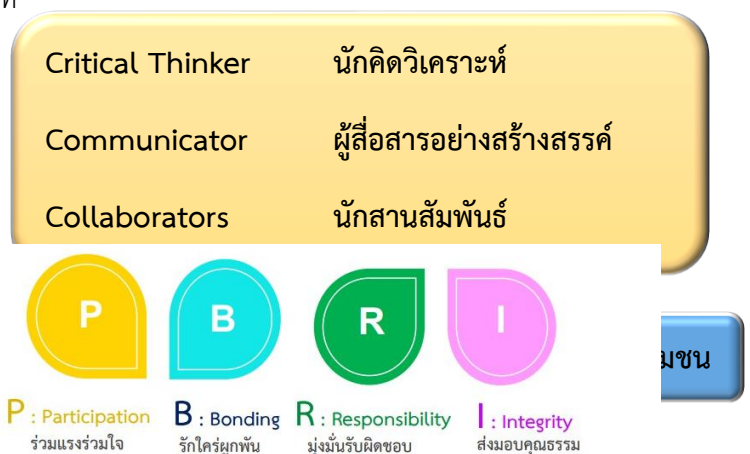 Critical Thinker นักคิดวิเคราะห์
Communicator ผู้สื่อสารอย่างสร้างสรรค์
Collaborators นักสานสัมพันธ์
P B R I
P : Participation B : Bonding R : Responsibility I : Integrity
ร่วมแรงร่วมใจ รักใคร่ผูกพัน มุ่งมั่นรับผิดชอบ ส่งมอบคุณธรรม